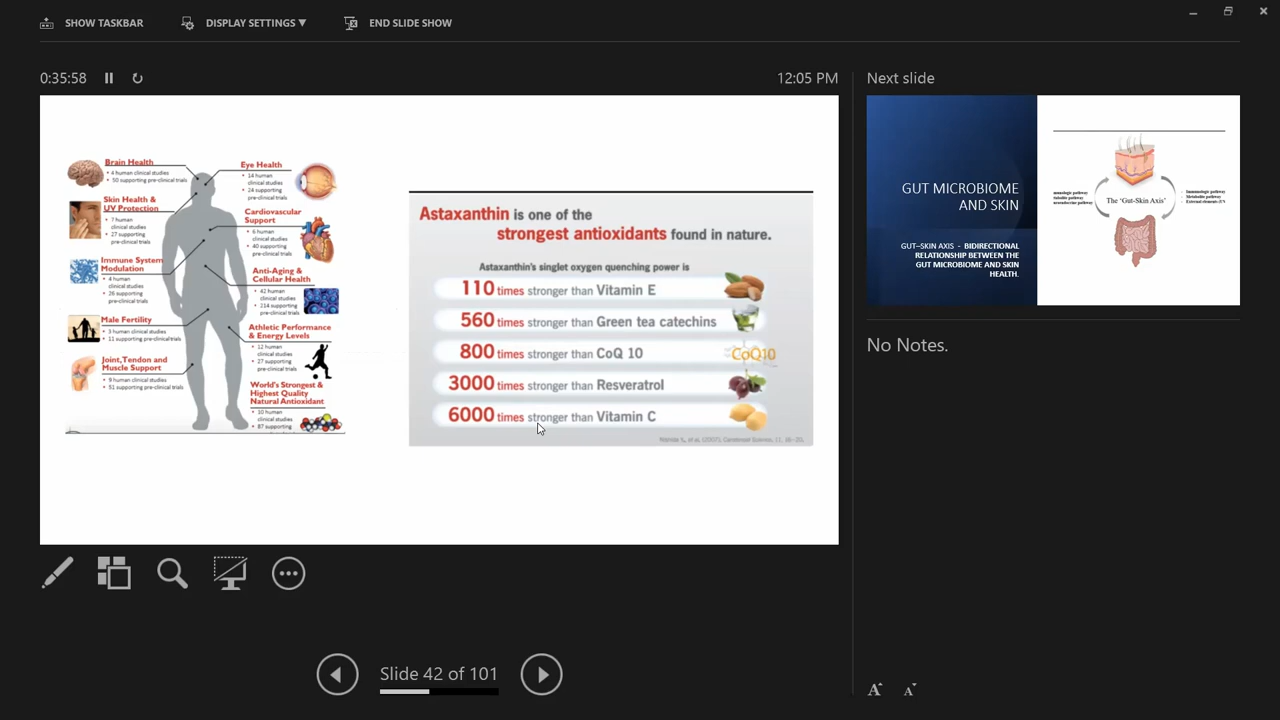 SHOW TASKBAR
DISPLAY SETTINGS ▼
END SLIDE SHOW
0:35:58
12:05 PM
Next slide
Brain Health
• 4 human clinical studies
• 50 supporting pre-clinical trials
Skin Health &
UV Protection
• 7 human
clinical studies
• 27 supporting
pre-clinical trials
Immune System
Modulation
• 4 human
clinical studies
• 26 supporting
pre-clinical trials
Male Fertility
• 3 human clinical studies
• 11 supporting pre-clinical trials
Joint, Tendon and
Muscle Support
• 9 human clinical studies
• 51 supporting pre-clinical trials
Eye Health
• 14 human
clinical studies
• 24 supporting
pre-clinical trials
Cardiovascular
Support
• 6 human
clinical studies
• 40 supporting
pre-clinical trials
Anti-Aging &
Cellular Health
• 42 human
clinical studies
• 214 supporting
pre-clinical trials
Athletic Performance
& Energy Levels
• 12 human
clinical studies
• 27 supporting
pre-clinical trials
World's Strongest &
Highest Quality
Natural Antioxidant
• 10 human
clinical studies
• 87 supporting
pre-clinical trials
Astaxanthin is one of the
strongest antioxidants found in nature.
Astaxanthin's singlet oxygen quenching power is
110 times stronger than Vitamin E
560 times stronger than Green tea catechins
800 times stronger than CoQ 10
CoQ10
3000 times stronger than Resveratrol
6000 times stronger than Vitamin C
GUT MICROBIOME
AND SKIN
GUT–SKIN AXIS - BIDIRECTIONAL
RELATIONSHIP BETWEEN THE
GUT MICROBIOME AND SKIN
HEALTH.
The 'Gut-Skin Axis'
No Notes.
Slide 42 of 101
A A